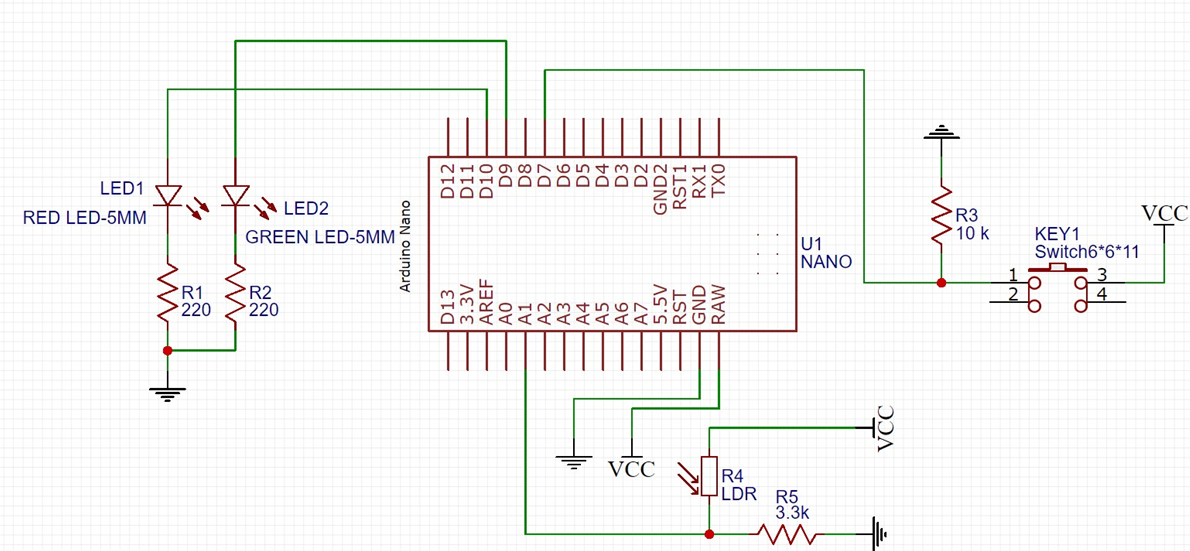 LED1
RED LED-5MM
LED2
GREEN LED-5MM
R1
220
R2
220
Arduino Nano
D12
D11
D10
D9
D8
D7
D6
D5
D4
D3
D2
GND2
RST1
RX1
TX0
D13
3.3V
AREF
A0
A1
A2
A3
A4
A5
A6
A7
5.5V
RST
GND
RAW
U1
NANO
R3
10 k
VCC
KEY1
Switch6*6*11
1
3
2
4
VCC
VCC
R4
LDR
R5
3.3k